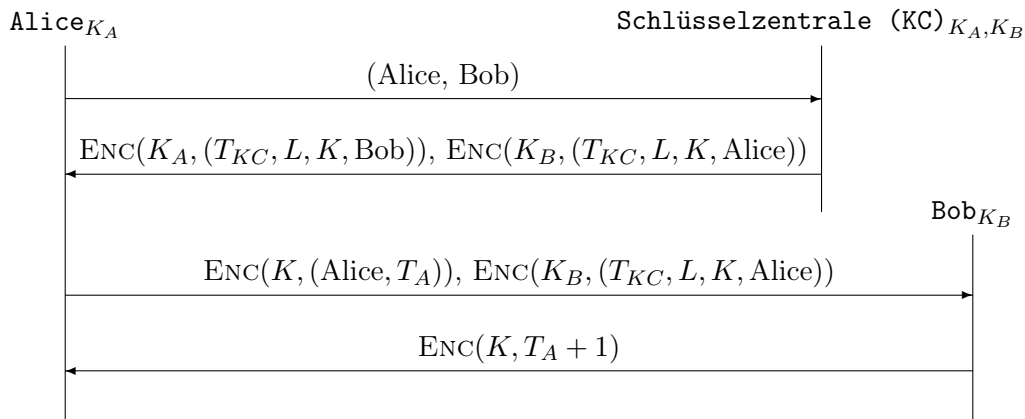 Alice_{K_A} Schlüsselzentrale (KC)_{K_A,K_B}
(Alice, Bob)
ENC(K_A, (T_{KC}, L, K, Bob)), ENC(K_B, (T_{KC}, L, K, Alice))
Bob_{K_B}
ENC(K, (Alice, T_A)), ENC(K_B, (T_{KC}, L, K, Alice))
ENC(K, T_A + 1)